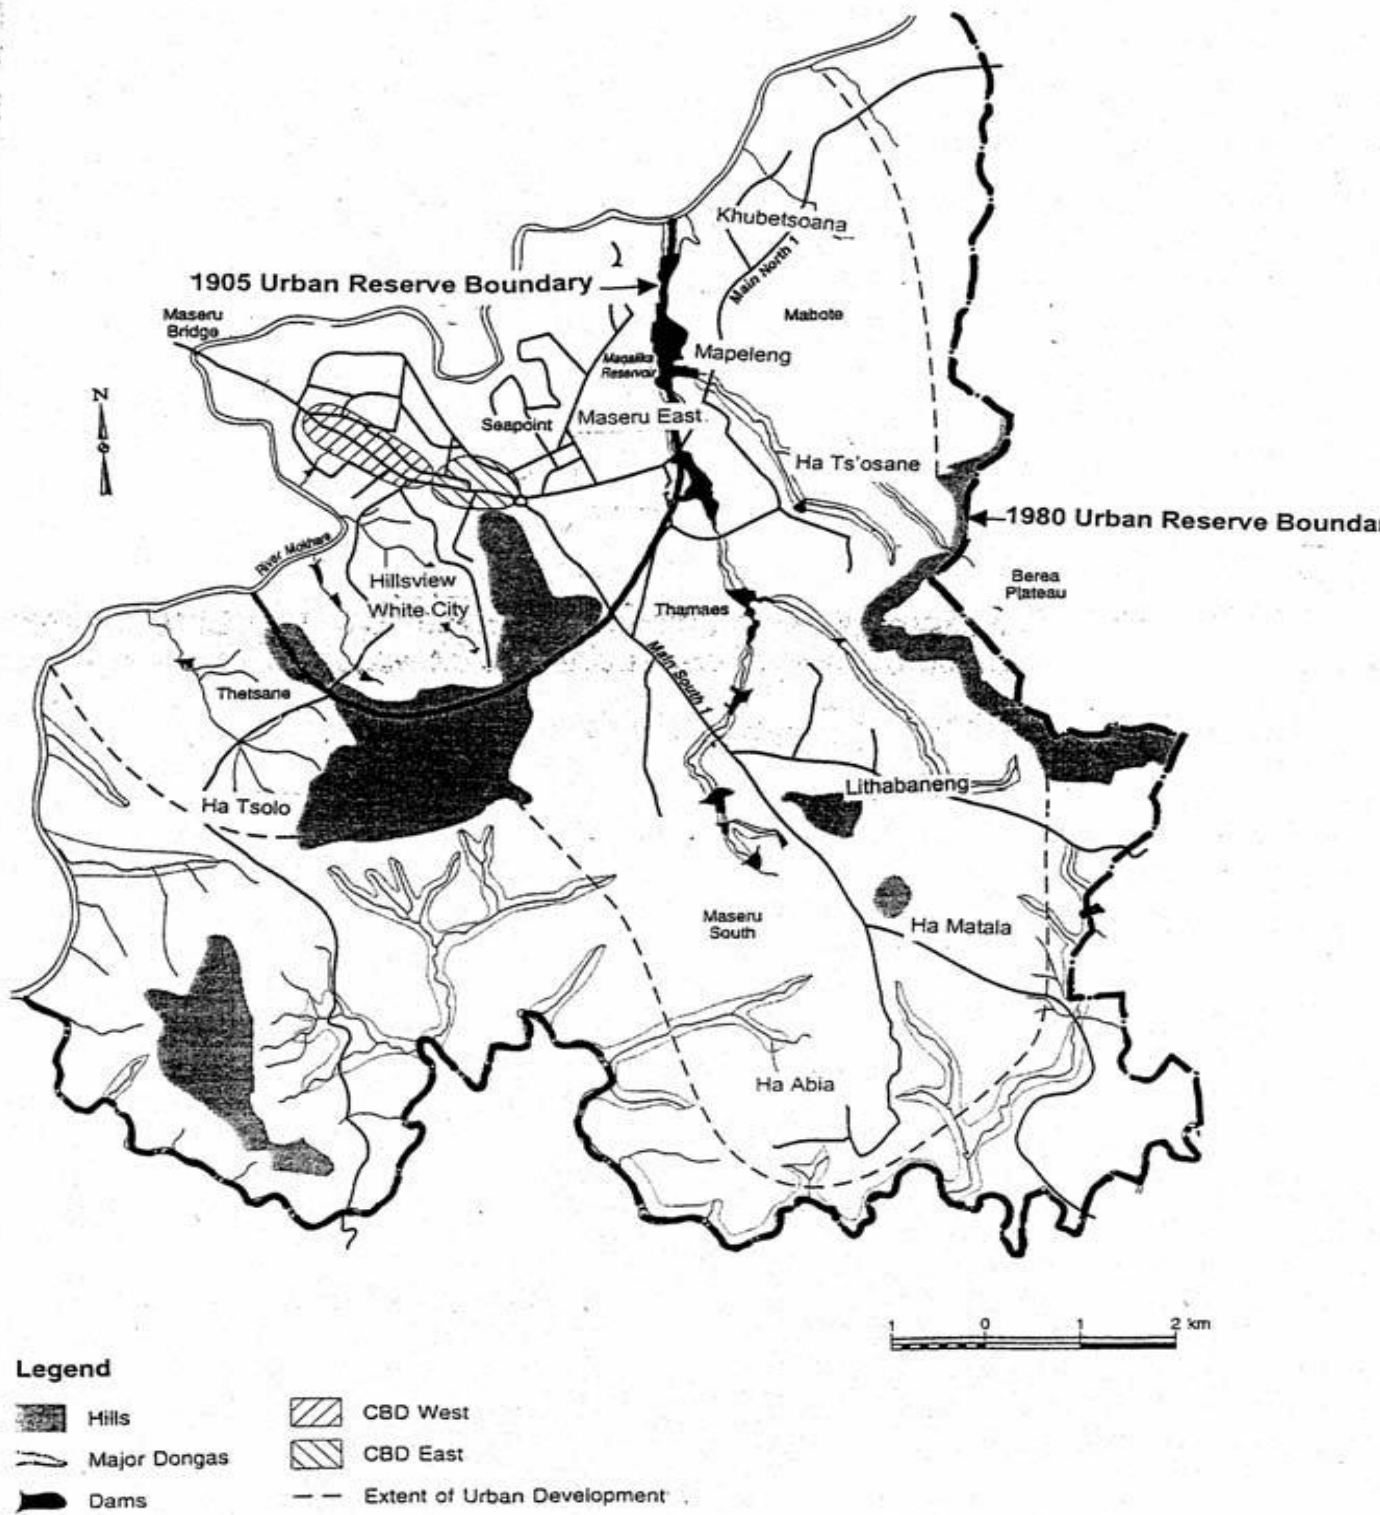 Khubetsoana
Main North 1
1905 Urban Reserve Boundary
Maseru
Bridge
Mabote
Maqalika
Reservoir
Mapeleng
N
Seapoint
Maseru East
Ha Ts'osane
1980 Urban Reserve Boundar
River Mohkare
Hillsview
White City
Thamaes
Berea
Plateau
Main South 1
Thetsane
Ha Tsolo
Lithabaneng
Maseru
South
Ha Matala
Ha Abia
1 0 1 2 km
Legend
Hills
Major Dongas
Dams
CBD West
CBD East
Extent of Urban Development